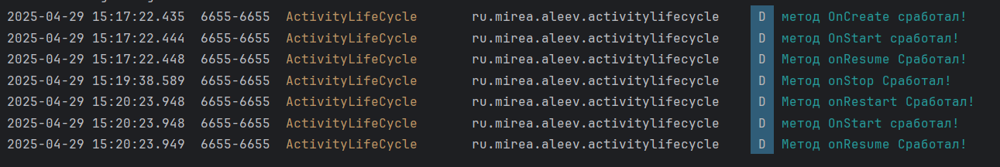 2025-04-29 15:17:22.435 6655-6655 ActivityLifeCycle ru.mirea.aleev.activitylifecycle D метод OnCreate сработал!
2025-04-29 15:17:22.444 6655-6655 ActivityLifeCycle ru.mirea.aleev.activitylifecycle D метод OnStart сработал!
2025-04-29 15:17:22.448 6655-6655 ActivityLifeCycle ru.mirea.aleev.activitylifecycle D Метод onResume Сработал!
2025-04-29 15:19:38.589 6655-6655 ActivityLifeCycle ru.mirea.aleev.activitylifecycle D Метод onStop Сработал!
2025-04-29 15:20:23.948 6655-6655 ActivityLifeCycle ru.mirea.aleev.activitylifecycle D Метод onRestart Сработал!
2025-04-29 15:20:23.948 6655-6655 ActivityLifeCycle ru.mirea.aleev.activitylifecycle D метод OnStart сработал!
2025-04-29 15:20:23.949 6655-6655 ActivityLifeCycle ru.mirea.aleev.activitylifecycle D Метод onResume Сработал!